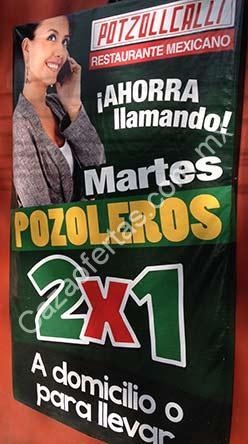 POTZOLLCALLI
RESTAURANTE MEXICANO
¡AHORRA
llamando!
Martes
POZOLEROS
2x1
A domicilio o
para llevar
Cazaofertas.com.mx